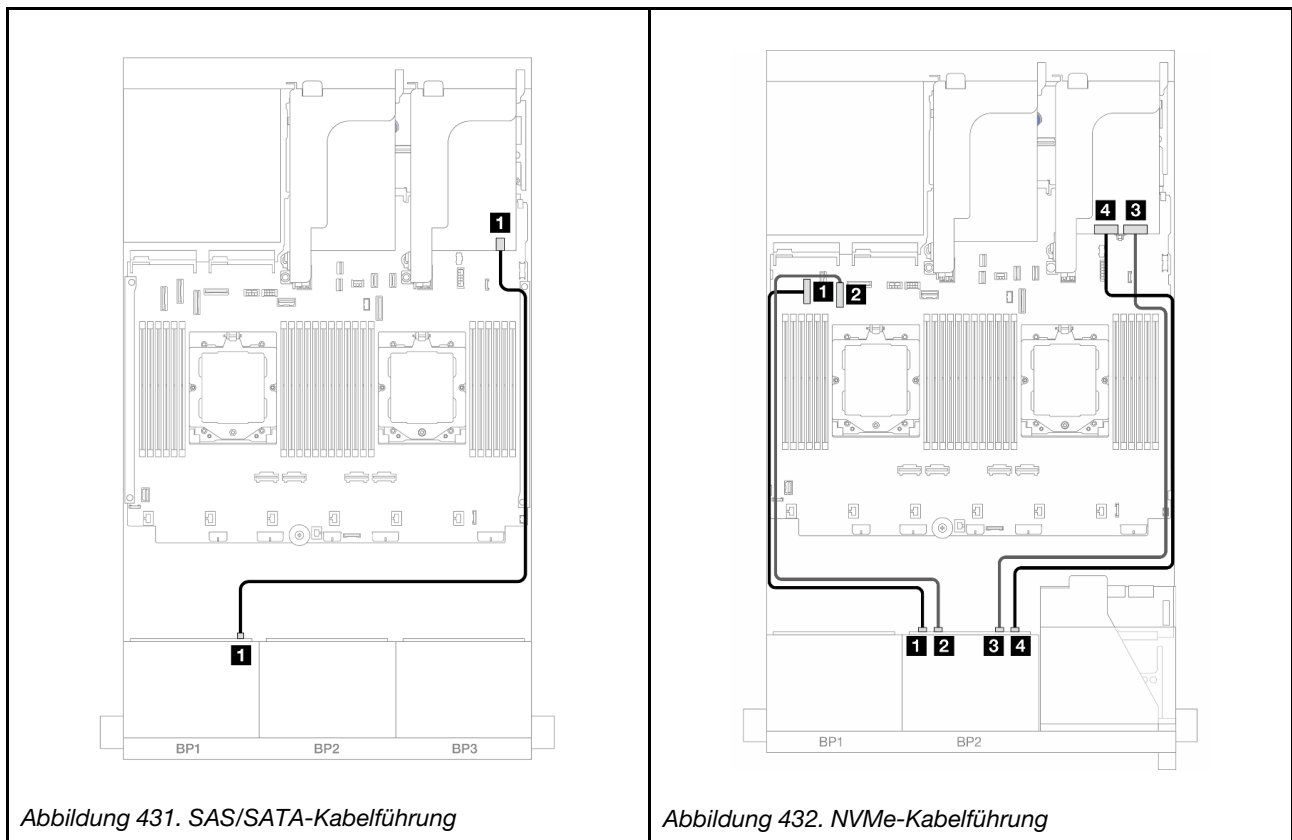 1
1
BP1 BP2 BP3
Abbildung 431. SAS/SATA-Kabelführung
4 3
1 2
1 2 3 4
BP1 BP2
Abbildung 432. NVMe-Kabelführung